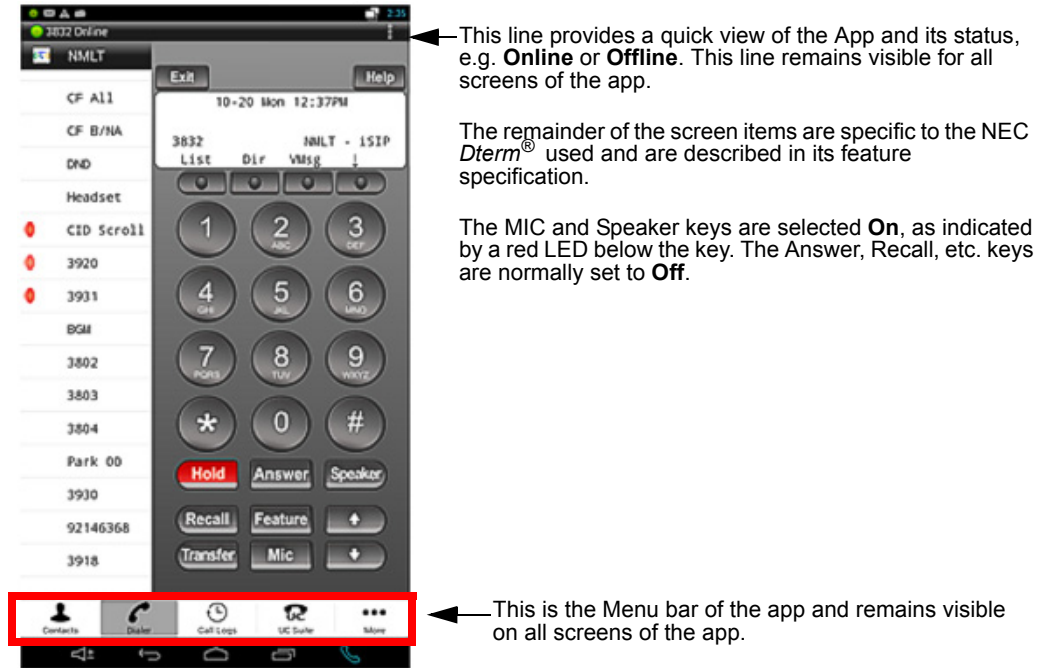 2:35
3832 Online
NMLT
Exit
Help
10-20 Mon 12:37PM
3832 NMLT - iSIP
List Dir VMsg ↓
CF All
CF B/NA
DND
Headset
CID Scroll
3920
3931
BGM
3802
3803
3804
Park 00
3930
92146368
3918
1
2
ABC
3
DEF
4
GHI
5
JKL
6
MNO
7
PQRS
8
TUV
9
WXYZ
*
0
#
Hold Answer Speaker
Recall Feature
Transfer Mic
Contacts Dialer Call Logs UC Suite More
This line provides a quick view of the App and its status,
e.g. Online or Offline. This line remains visible for all
screens of the app.
The remainder of the screen items are specific to the NEC
Dterm® used and are described in its feature
specification.
The MIC and Speaker keys are selected On, as indicated
by a red LED below the key. The Answer, Recall, etc. keys
are normally set to Off.
This is the Menu bar of the app and remains visible
on all screens of the app.